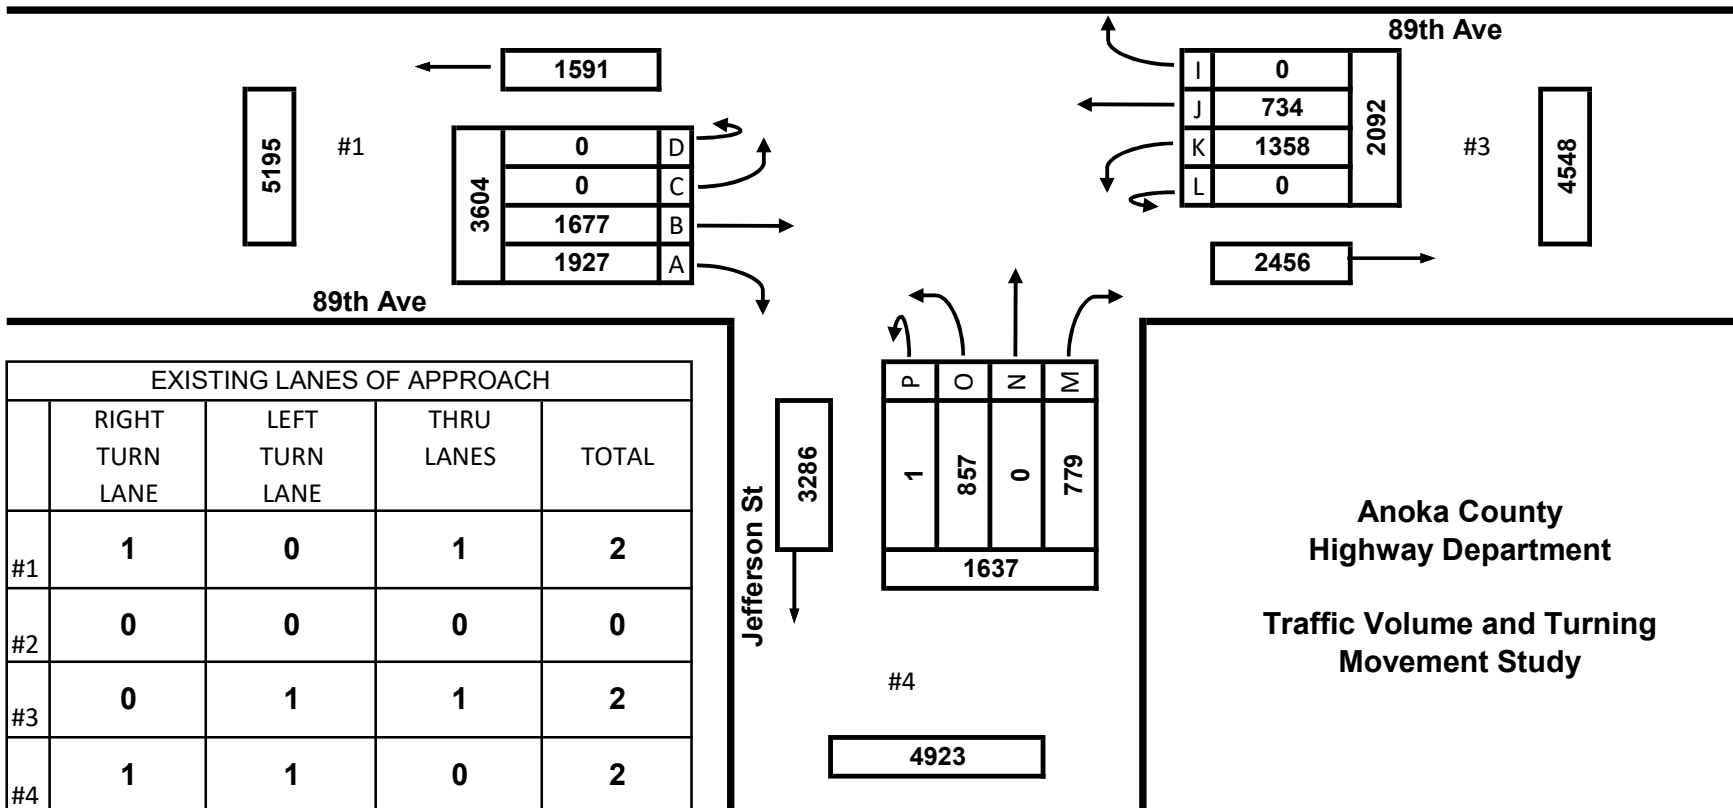 89th Ave
1591
5195
#1
3604
0 D
0 C
1677 B
1927 A
89th Ave
I 0
J 734
K 1358
L 0
2092
#3
4548
2456
EXISTING LANES OF APPROACH
RIGHT TURN LANE
LEFT TURN LANE
THRU LANES
TOTAL
#1 1 0 1 2
#2 0 0 0 0
#3 0 1 1 2
#4 1 1 0 2
Jefferson St
3286
P O N M
1 857 0 779
1637
#4
4923
Anoka County
Highway Department
Traffic Volume and Turning
Movement Study